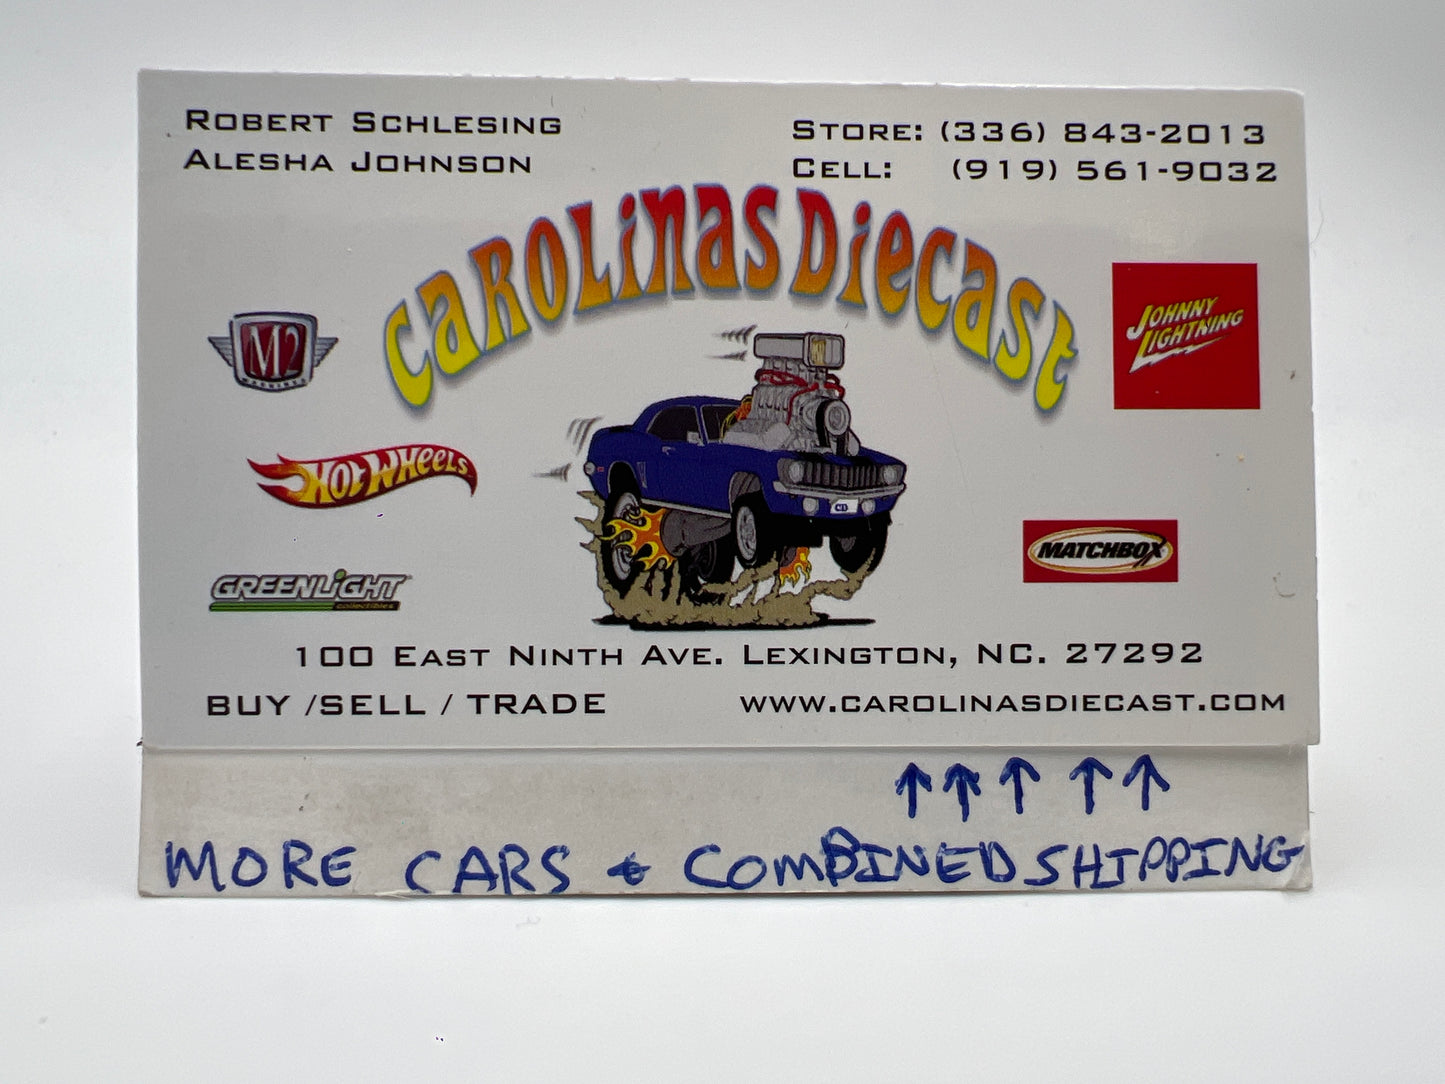 ROBERT SCHLESING
ALESHA JOHNSON
STORE: (336) 843-2013
CELL: (919) 561-9032
CAROLINAS DIECAST
M2
MACHINES
JOHNNY
LIGHTNING
HOT WHEELS
MATCHBOX
GREENLIGHT
collectibles
100 EAST NINTH AVE. LEXINGTON, NC. 27292
BUY /SELL / TRADE
WWW.CAROLINASDIECAST.COM
↑ ↑ ↑ ↑ ↑
MORE CARS & COMBINED SHIPPING